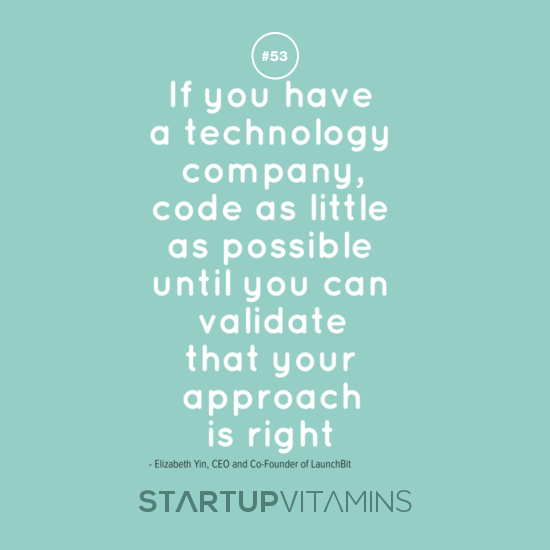 #53
If you have
a technology
company,
code as little
as possible
until you can
validate
that your
approach
is right
- Elizabeth Yin, CEO and Co-Founder of LaunchBit
STARTUPVITAMINS